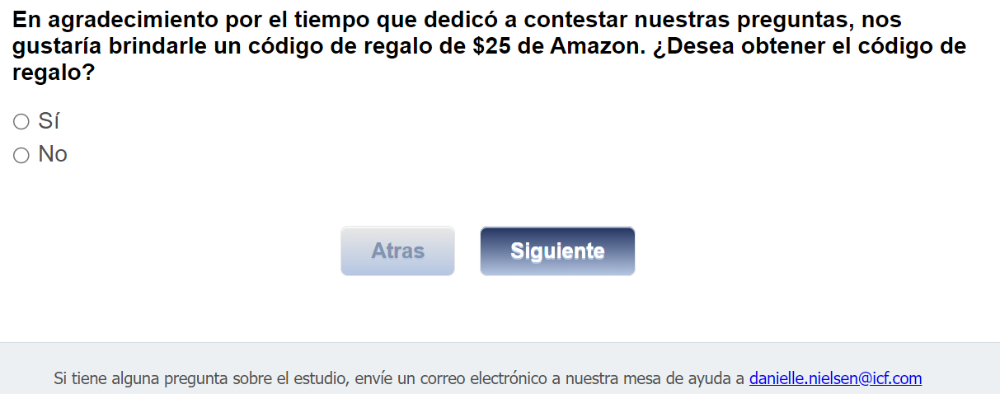 En agradecimiento por el tiempo que dedicó a contestar nuestras preguntas, nos
gustaría brindarle un código de regalo de $25 de Amazon. ¿Desea obtener el código de
regalo?
Sí
No
Atras Siguiente
Si tiene alguna pregunta sobre el estudio, envíe un correo electrónico a nuestra mesa de ayuda a danielle.nielsen@icf.com